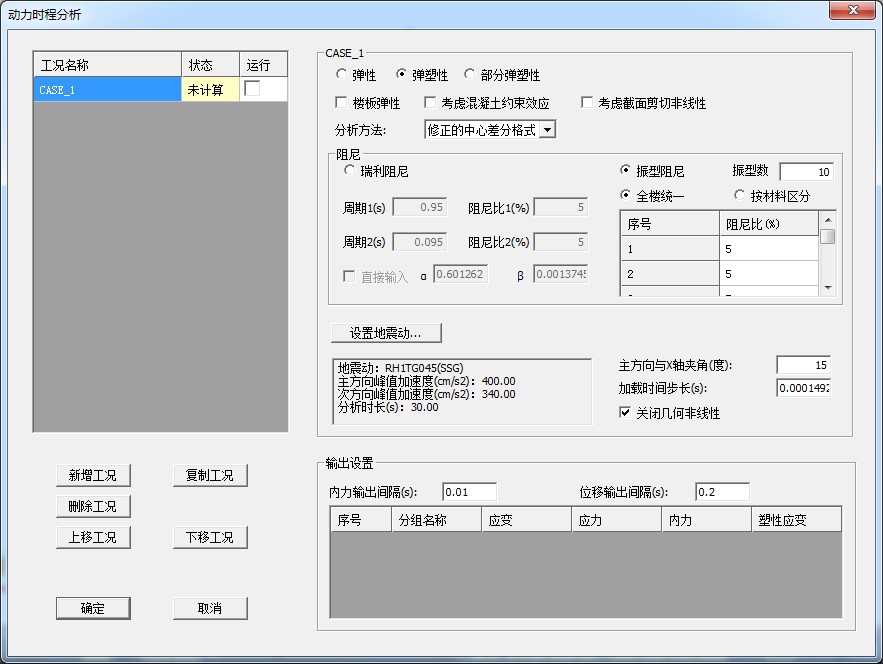 动力时程分析
工况名称 状态 运行
CASE_1 未计算
CASE_1
弹性 弹塑性 部分弹塑性
楼板弹性 考虑混凝土约束效应 考虑截面剪切非线性
分析方法: 修正的中心差分格式
阻尼
瑞利阻尼 振型阻尼 振型数 10
全楼统一 按材料区分
周期1(s) 0.95 阻尼比1(%) 5
序号 阻尼比(%)
周期2(s) 0.095 阻尼比2(%) 5
1 5
直接输入 α 0.601262 β 0.0013745
2 5
设置地震动...
地震动: RH1TG045(SSG)
主方向峰值加速度(cm/s2): 400.00
次方向峰值加速度(cm/s2): 340.00
分析时长(s): 30.00
主方向与X轴夹角(度): 15
加载时间步长(s): 0.0001492
关闭几何非线性
输出设置
内力输出间隔(s): 0.01 位移输出间隔(s): 0.2
序号 分组名称 应变 应力 内力 塑性应变
新增工况 复制工况
删除工况
上移工况 下移工况
确定 取消